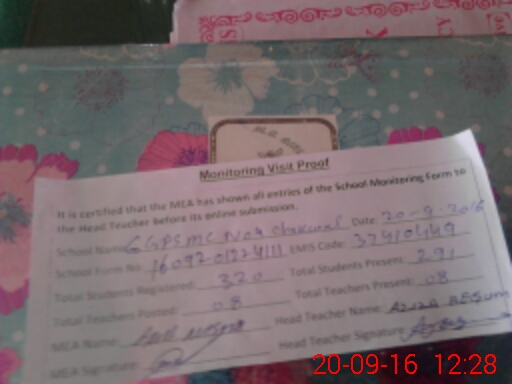 Monitoring Visit Proof
It is certified that the MEA has shown all entries of the School Monitoring Form to
the Head Teacher before its online submission.
School Name GGPS MC No 4 Chakwal Date: 20-9-2016
School Form No. EMIS Code: 37410449
Total Students Registered: 320 Total Students Present: 291
Total Teachers Posted: 08 Total Teachers Present: 08
MEA Name: Head Teacher Name: AZIZA BEGUM
MEA Signature: Head Teacher Signature:
20-09-16 12:28